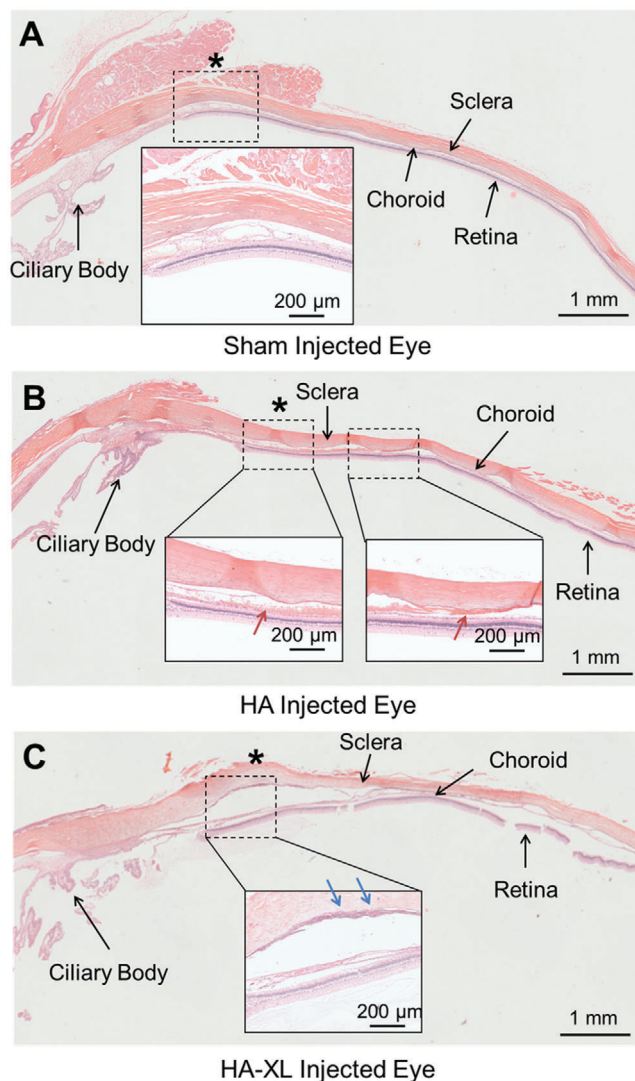 A
*
Sclera
Choroid
Retina
Ciliary Body
200 µm
1 mm
Sham Injected Eye
B
*
Sclera
Choroid
Ciliary Body
Retina
200 µm
200 µm
1 mm
HA Injected Eye
C
*
Sclera
Choroid
Retina
Ciliary Body
200 µm
1 mm
HA-XL Injected Eye